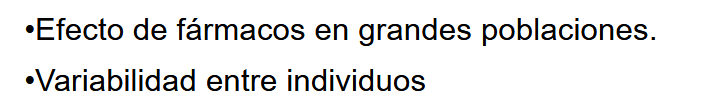 •Efecto de fármacos en grandes poblaciones.
•Variabilidad entre individuos